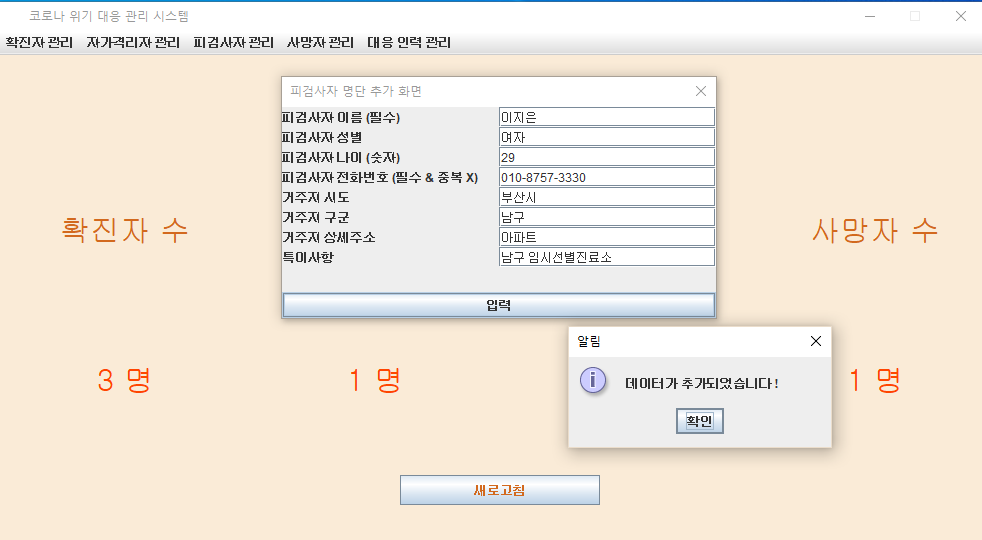 코로나 위기 대응 관리 시스템
확진자 관리 자가격리자 관리 피검사자 관리 사망자 관리 대응 인력 관리
피검사자 명단 추가 화면
피검사자 이름 (필수) 이지은
피검사자 성별 여자
피검사자 나이 (숫자) 29
피검사자 전화번호 (필수 & 중복 X) 010-8757-3330
거주지 시도 부산시
거주지 구군 남구
거주지 상세주소 아파트
특이사항 남구 임시선별진료소
입력
확진자 수
사망자 수
알림
데이터가 추가되었습니다!
확인
3 명
1 명
1 명
새로고침